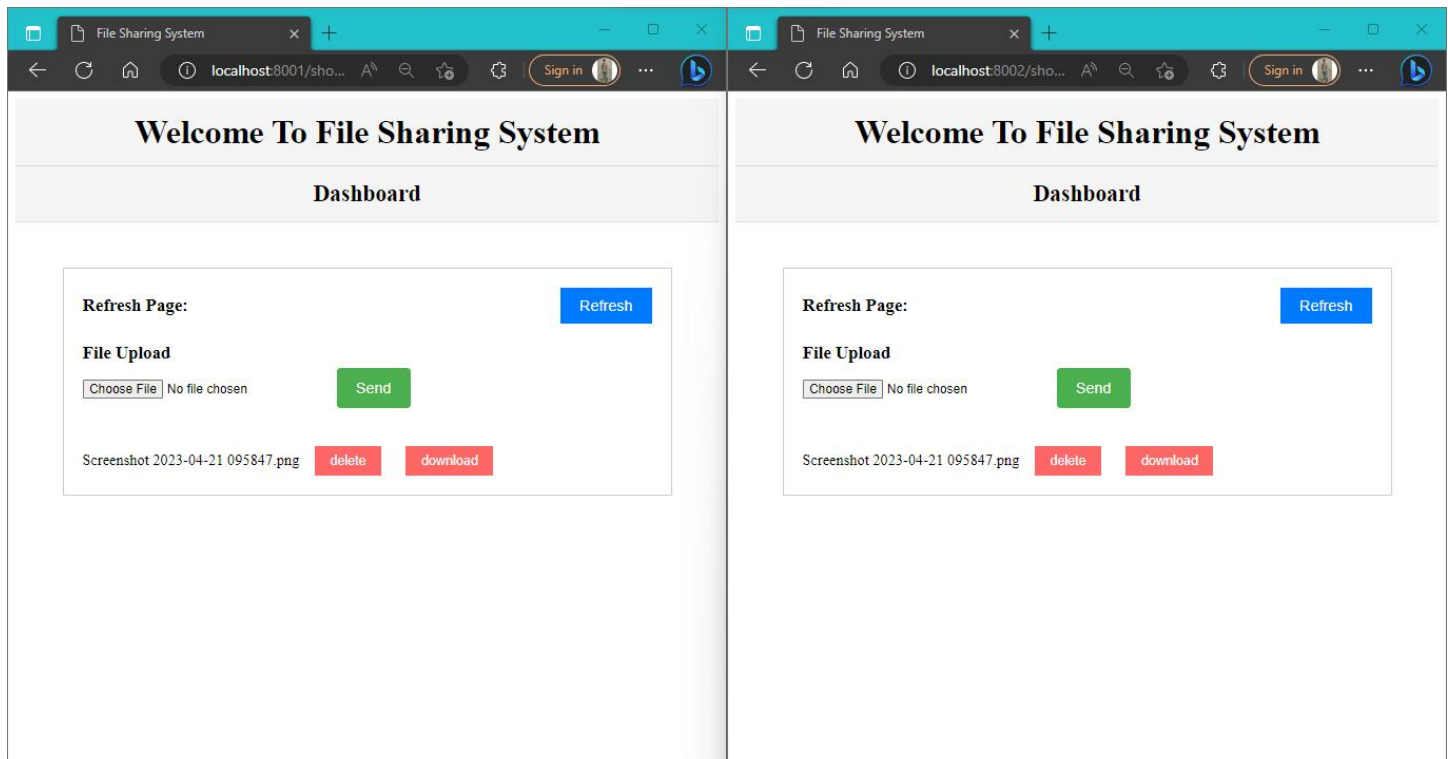 File Sharing System
localhost:8001/sho...
Sign in
Welcome To File Sharing System
Dashboard
Refresh Page:
Refresh
File Upload
Choose File No file chosen
Send
Screenshot 2023-04-21 095847.png delete download
File Sharing System
localhost:8002/sho...
Sign in
Welcome To File Sharing System
Dashboard
Refresh Page:
Refresh
File Upload
Choose File No file chosen
Send
Screenshot 2023-04-21 095847.png delete download